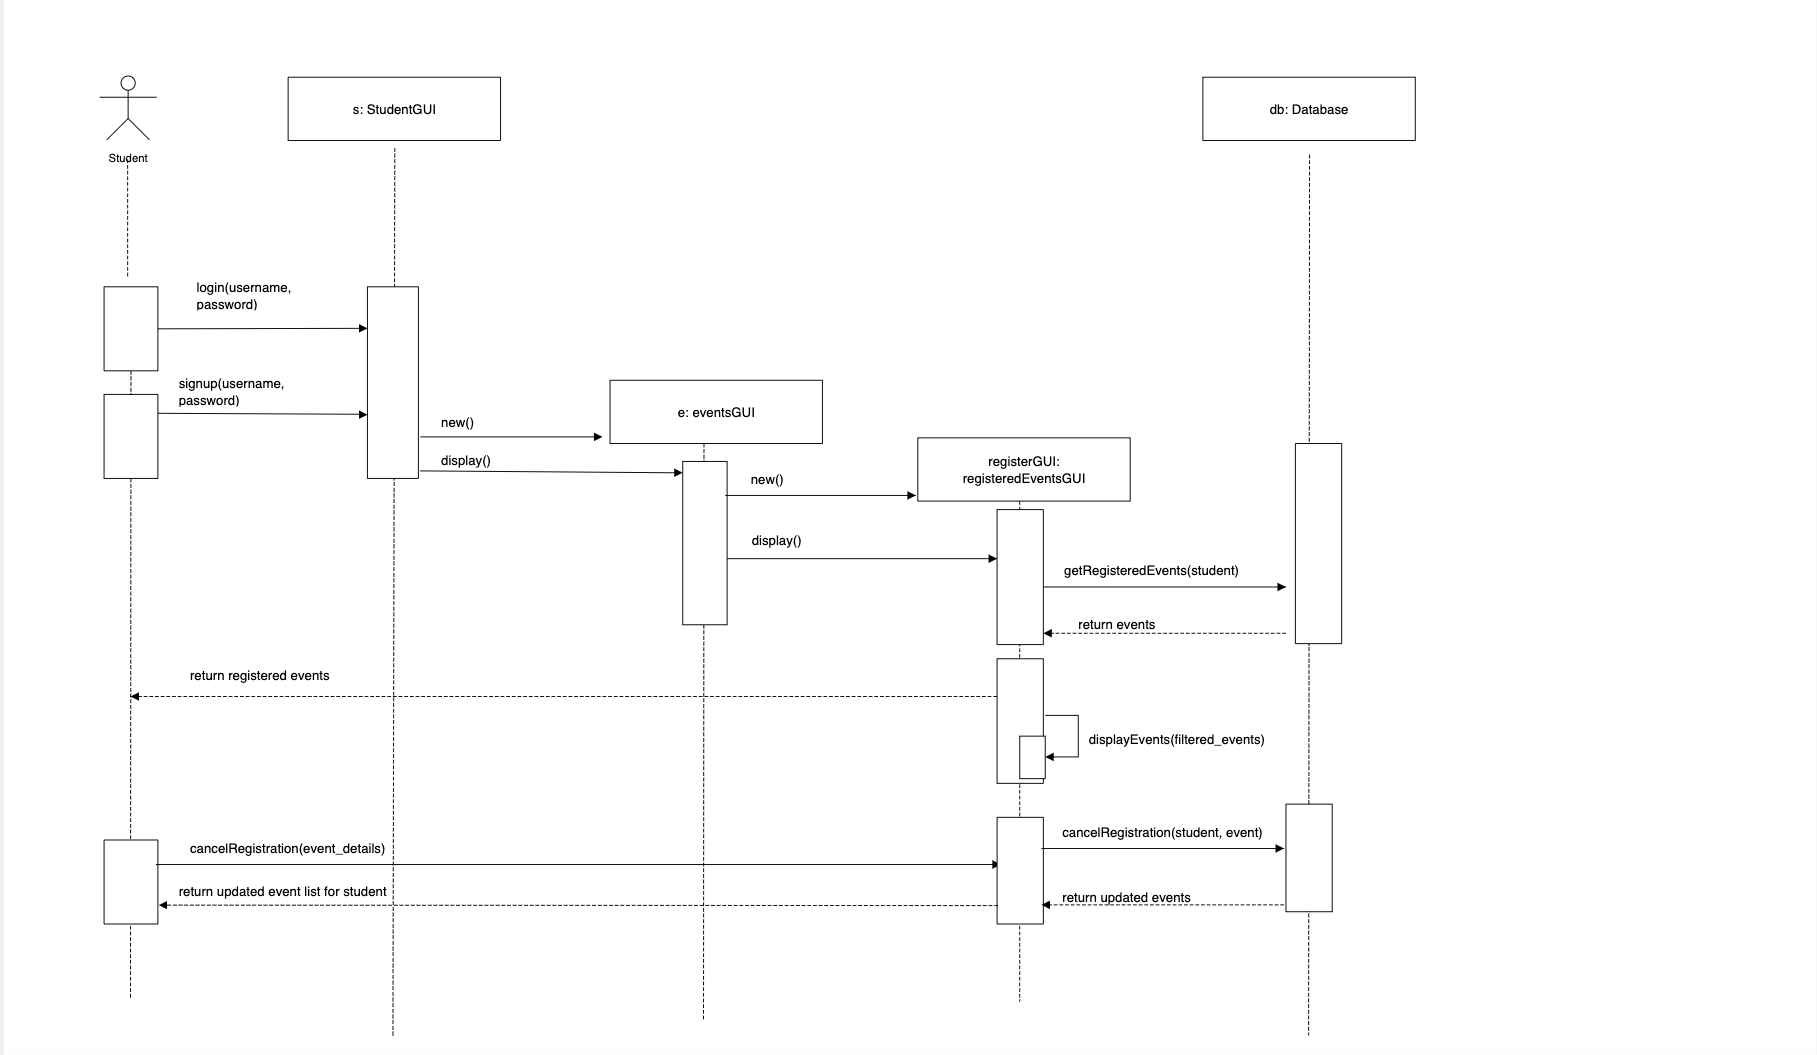 Student
s: StudentGUI
db: Database
login(username,
password)
signup(username,
password)
new()
e: eventsGUI
display()
new()
registerGUI:
registeredEventsGUI
display()
getRegisteredEvents(student)
return events
return registered events
displayEvents(filtered_events)
cancelRegistration(event_details)
cancelRegistration(student, event)
return updated event list for student
return updated events